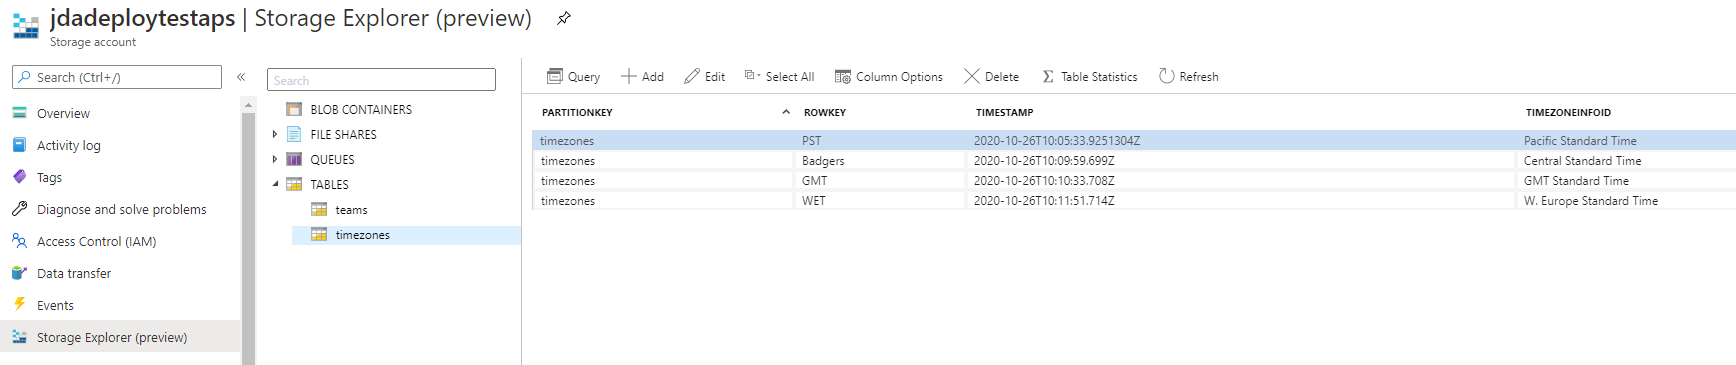 jdadeploytestaps | Storage Explorer (preview)
Storage account
Search (Ctrl+/)
«
Overview
Activity log
Tags
Diagnose and solve problems
Access Control (IAM)
Data transfer
Events
Storage Explorer (preview)
Search
BLOB CONTAINERS
FILE SHARES
QUEUES
TABLES
teams
timezones
Query Add Edit Select All Column Options Delete Table Statistics Refresh
PARTITIONKEY ROWKEY TIMESTAMP TIMEZONEINFOID
timezones PST 2020-10-26T10:05:33.9251304Z Pacific Standard Time
timezones Badgers 2020-10-26T10:09:59.699Z Central Standard Time
timezones GMT 2020-10-26T10:10:33.708Z GMT Standard Time
timezones WET 2020-10-26T10:11:51.714Z W. Europe Standard Time